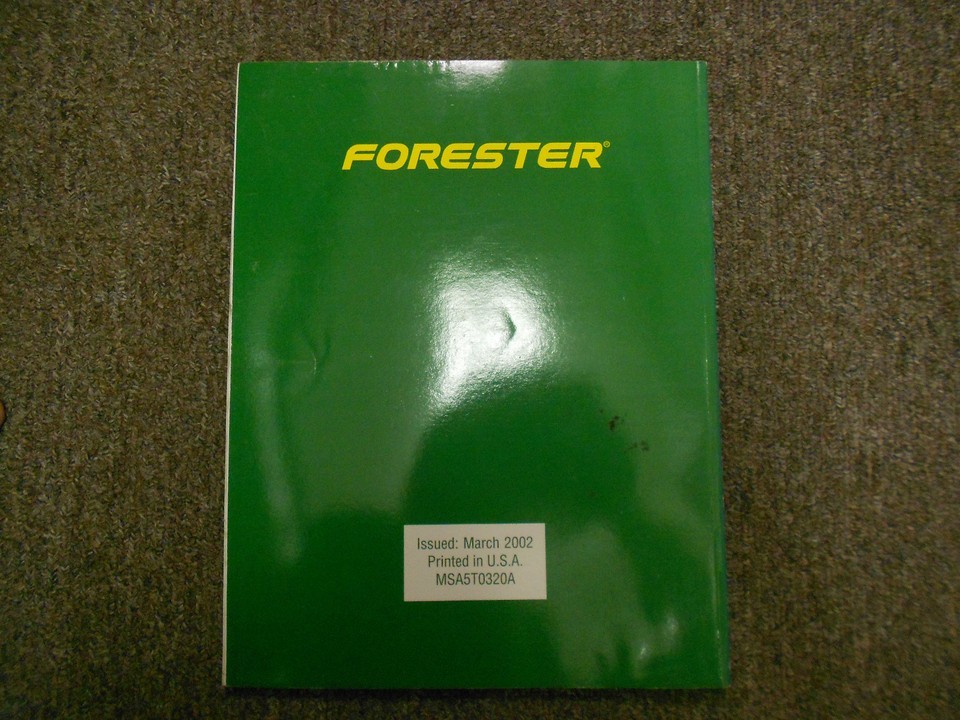 FORESTER®
Issued: March 2002
Printed in U.S.A.
MSA5T0320A